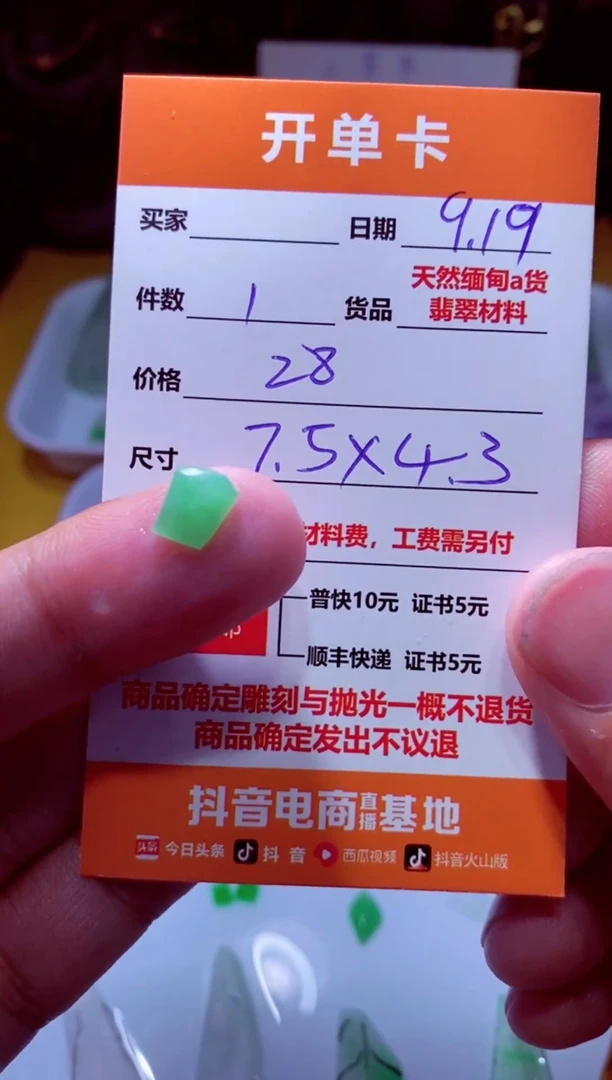 开单卡
买家 日期 9.19
件数 1 货品 天然缅甸a货
翡翠材料
价格 28
尺寸 7.5×4.3
材料费，工费需另付
普快10元 证书5元
顺丰快递 证书5元
商品确定雕刻与抛光一概不退货
商品确定发出不议退
抖音电商直播基地
头条 今日头条 抖音 西瓜视频 抖音火山版